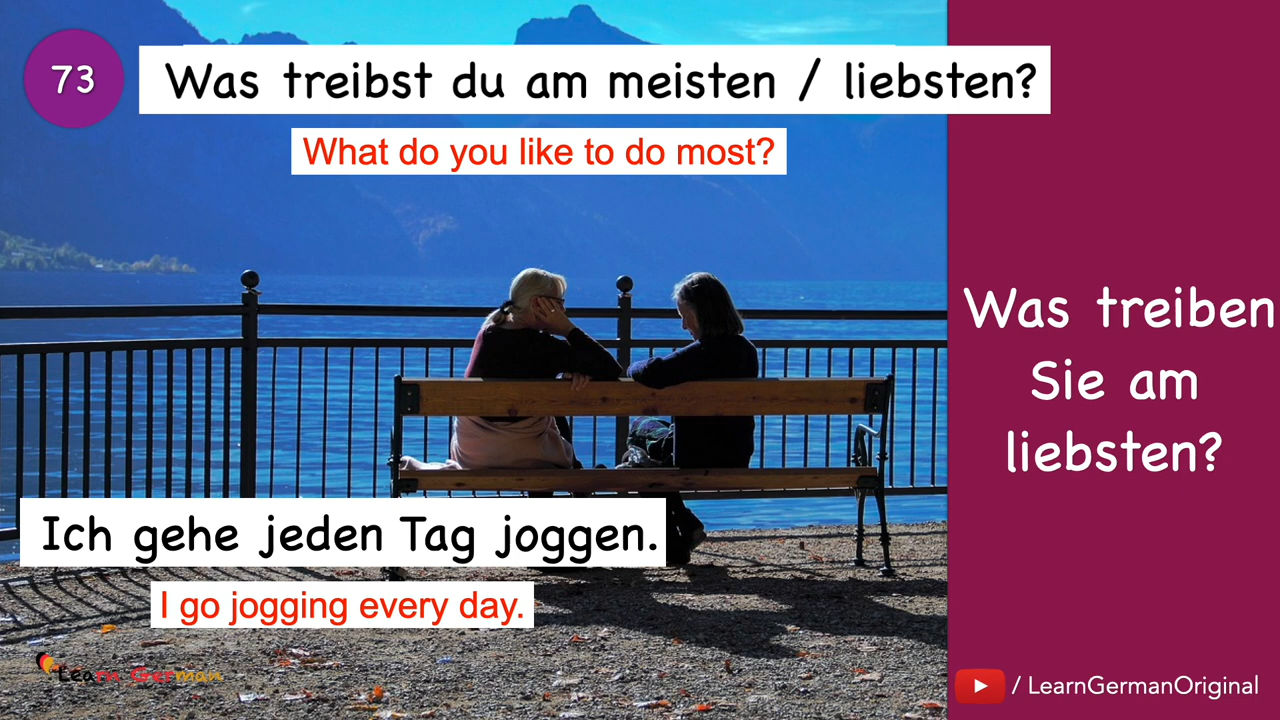 73
Was treibst du am meisten / liebsten?
What do you like to do most?
Was treiben
Sie am
liebsten?
Ich gehe jeden Tag joggen.
I go jogging every day.
Learn German
/ LearnGermanOriginal